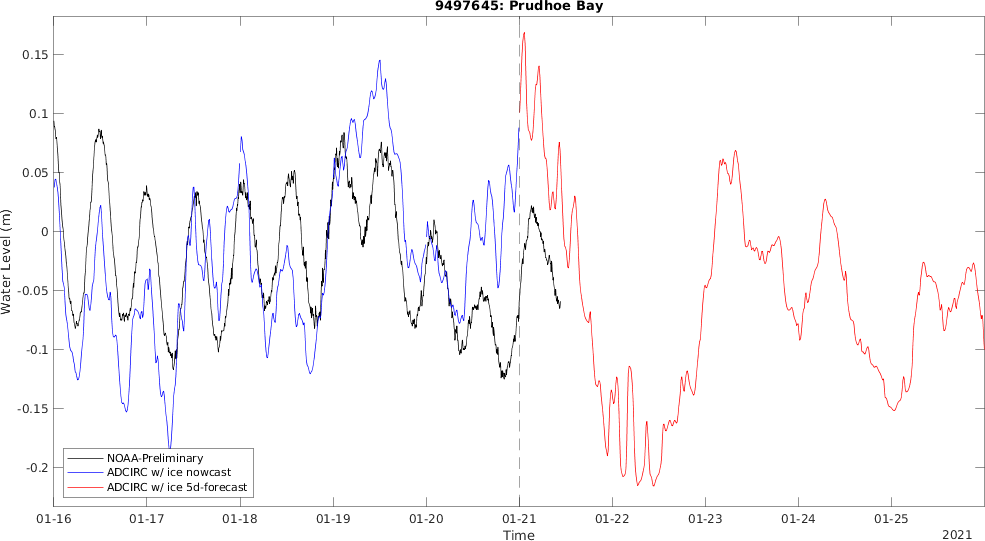 9497645: Prudhoe Bay
Water Level (m)
0.15
0.1
0.05
0
-0.05
-0.1
-0.15
-0.2
NOAA-Preliminary
ADCIRC w/ ice nowcast
ADCIRC w/ ice 5d-forecast
01-16 01-17 01-18 01-19 01-20 01-21 01-22 01-23 01-24 01-25
Time
2021